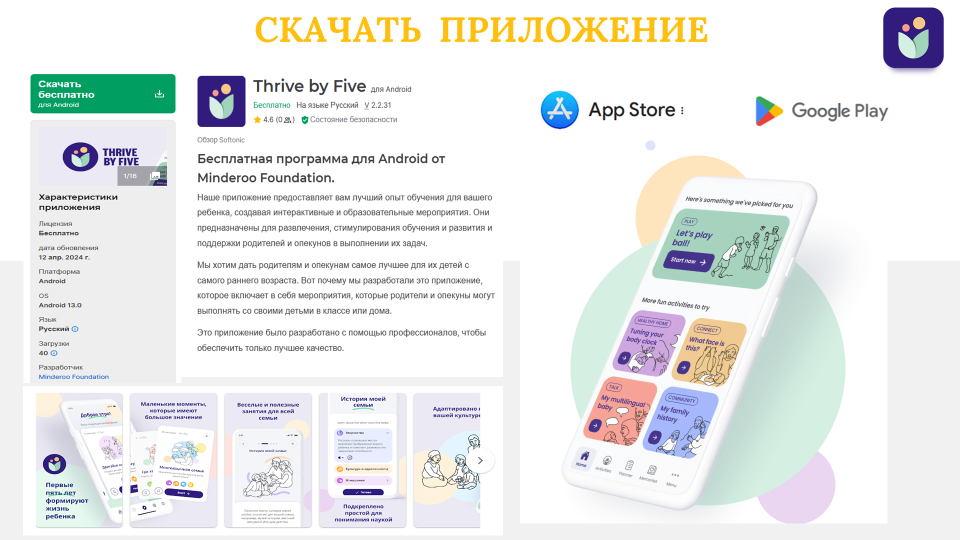 СКАЧАТЬ ПРИЛОЖЕНИЕ
Скачать
бесплатно
для Android
THRIVE
BY FIVE
1/16
Характеристики
приложения
Лицензия
Бесплатно
дата обновления
12 апр. 2024 г.
Платформа
Android
OS
Android 13.0
Язык
Русский
Загрузки
40
Разработчик
Minderoo Foundation
Thrive by Five для Android
Бесплатно На языке Русский V 2.2.31
4.6 (0) Состояние безопасности
Обзор Softonic
Бесплатная программа для Android от
Minderoo Foundation.
Наше приложение предоставляет вам лучший опыт обучения для вашего
ребенка, создавая интерактивные и образовательные мероприятия. Они
предназначены для развлечения, стимулирования обучения и развития и
поддержки родителей и опекунов в выполнении их задач.
Мы хотим дать родителям и опекунам самое лучшее для их детей с
самого раннего возраста. Вот почему мы разработали это приложение,
которое включает в себя мероприятия, которые родители и опекуны могут
выполнять со своими детьми в классе или дома.
Это приложение было разработано с помощью профессионалов, чтобы
обеспечить только лучшее качество.
App Store
Google Play
Here's something we've picked for you
PLAY
Let's play
ball!
Start now
More fun activities to try
HEALTHY HOME
Tuning your
body clock
CONNECT
What face is
this?
TALK
My multilingual
baby
COMMUNITY
My family
history
Home
Activities
Memories
Menu
Доброе утро!
Первые
пять лет
формируют
жизнь
ребенка
Маленькие моменты,
которые имеют
большое значение
Веселые и полезные
занятия для всей
семьи
История моей семьи
История моей
семьи
Подкреплено
простой для
понимания наукой
Адаптировано к
вашей культуре